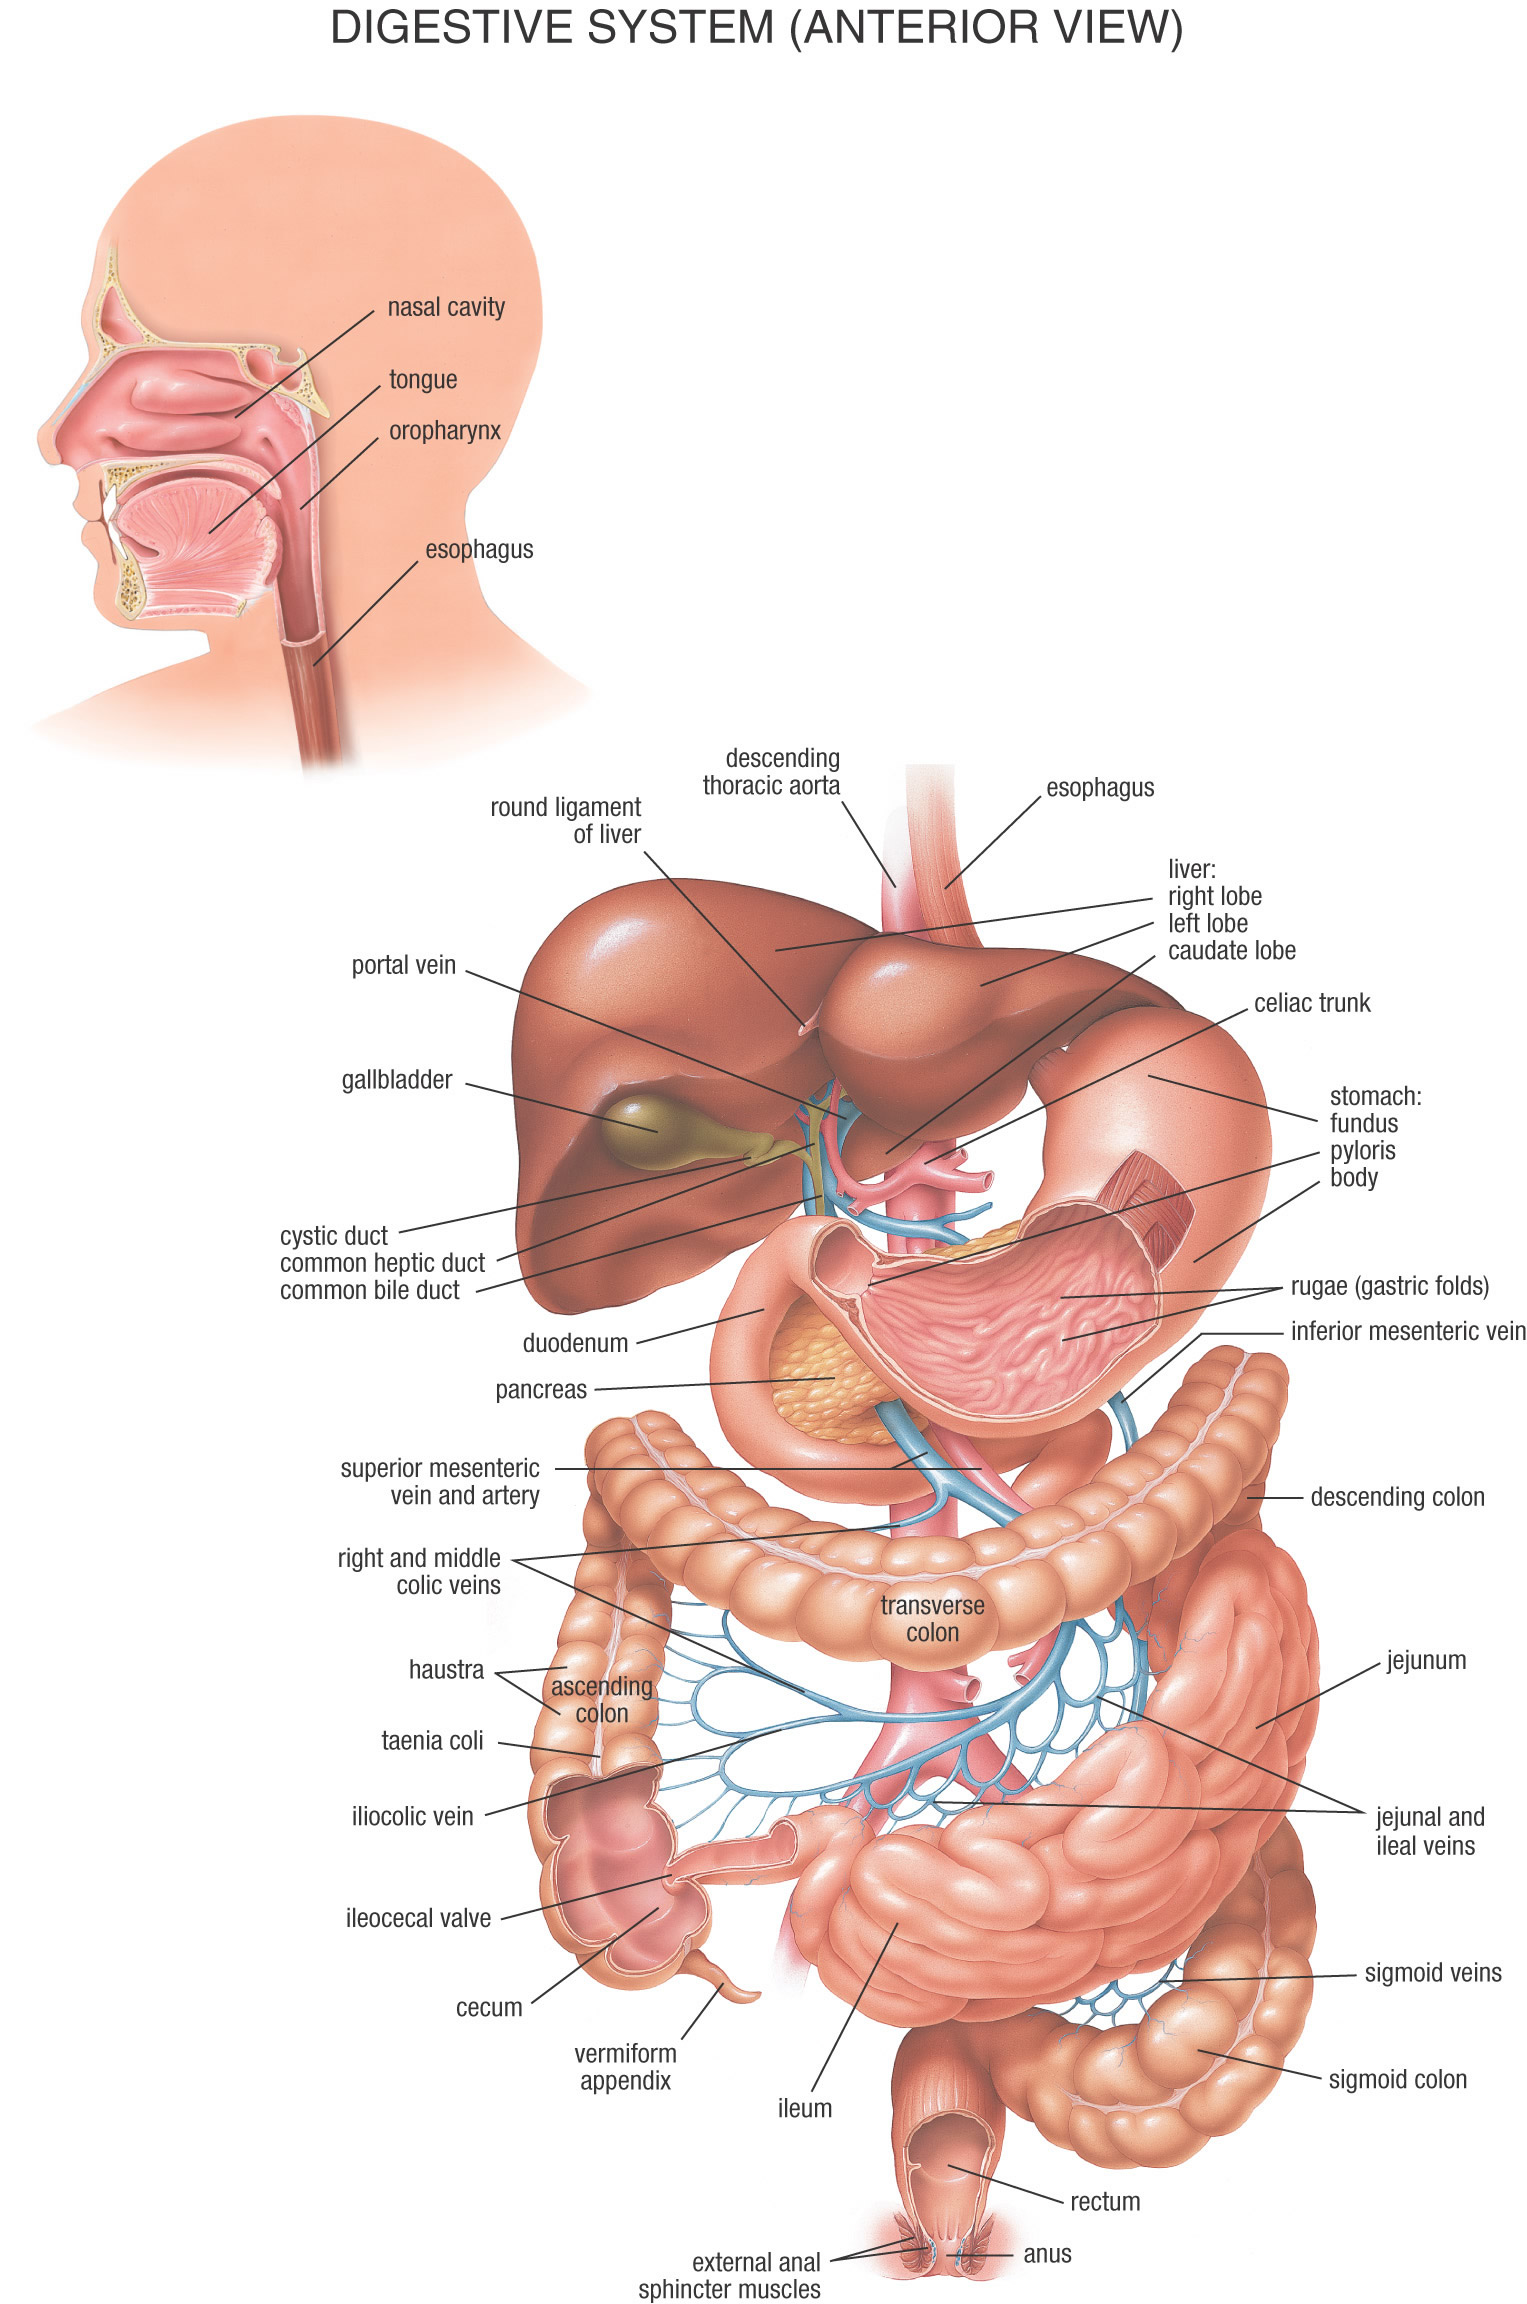 DIGESTIVE SYSTEM (ANTERIOR VIEW)
nasal cavity
tongue
oropharynx
esophagus
descending
thoracic aorta
esophagus
round ligament
of liver
liver:
right lobe
left lobe
caudate lobe
portal vein
celiac trunk
gallbladder
stomach:
fundus
pyloris
body
cystic duct
common heptic duct
common bile duct
rugae (gastric folds)
inferior mesenteric vein
duodenum
pancreas
superior mesenteric
vein and artery
descending colon
right and middle
colic veins
transverse
colon
haustra
ascending
colon
jejunum
taenia coli
iliocolic vein
jejunal and
ileal veins
ileocecal valve
sigmoid veins
cecum
vermiform
appendix
sigmoid colon
ileum
rectum
anus
external anal
sphincter muscles